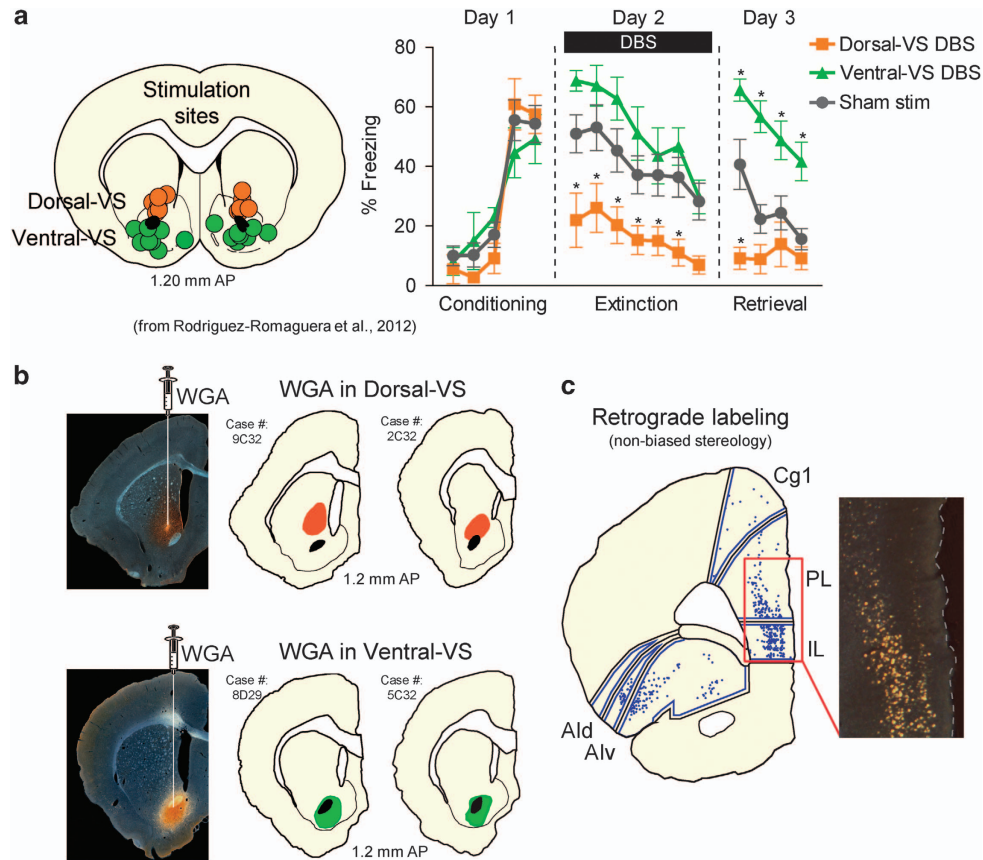 a
Day 1
Day 2
Day 3
DBS
Dorsal-VS DBS
Ventral-VS DBS
Sham stim
Stimulation
sites
Dorsal-VS
Ventral-VS
1.20 mm AP
(from Rodriguez-Romaguera et al., 2012)
% Freezing
80
60
40
20
0
* * * * * *
* * * *
*
Conditioning
Extinction
Retrieval
b
WGA
WGA in Dorsal-VS
Case #:
9C32
Case #:
2C32
1.2 mm AP
WGA
WGA in Ventral-VS
Case #:
8D29
Case #:
5C32
1.2 mm AP
c
Retrograde labeling
(non-biased stereology)
Cg1
PL
IL
AId
AIv